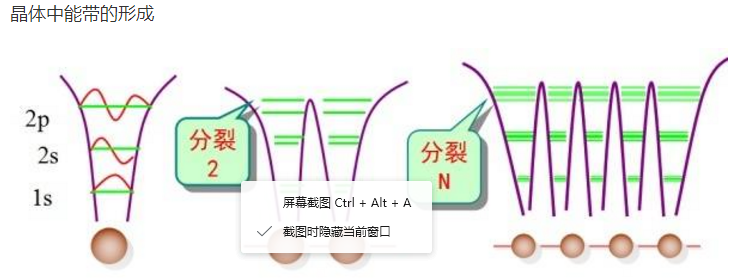 晶体中能带的形成
2p
2s
1s
分裂
2
分裂
N
屏幕截图 Ctrl + Alt + A
截图时隐藏当前窗口